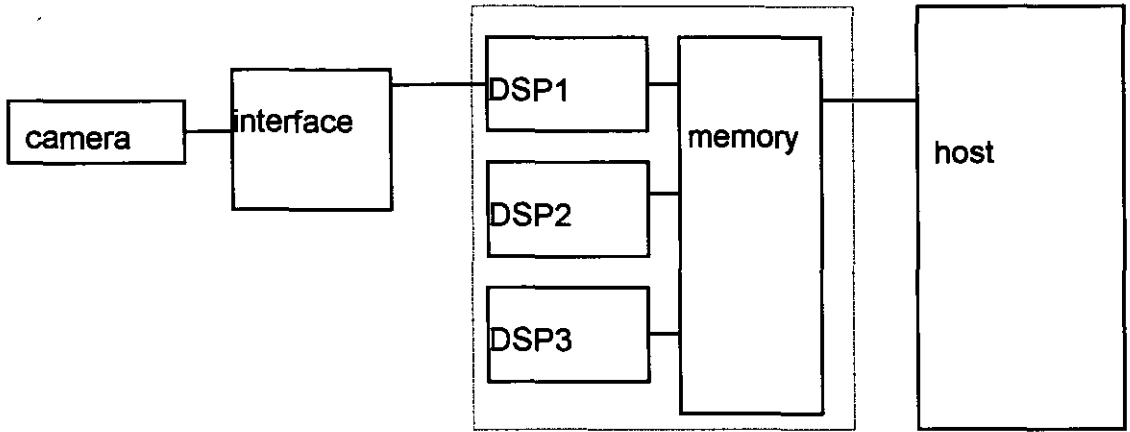 camera
interface
DSP1
DSP2
DSP3
memory
host